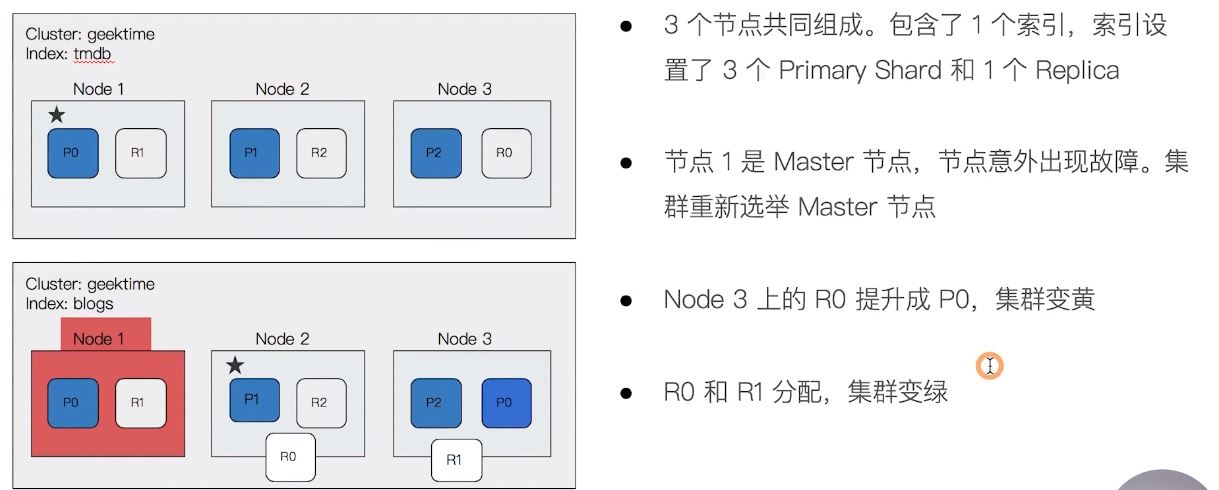 Cluster: geektime
Index: tmdb
Node 1
Node 2
Node 3
P0
R1
P1
R2
P2
R0
Cluster: geektime
Index: blogs
Node 1
Node 2
Node 3
P0
R1
P1
R2
P2
P0
R0
R1
3 个节点共同组成。包含了 1 个索引，索引设
置了 3 个 Primary Shard 和 1 个 Replica
节点 1 是 Master 节点，节点意外出现故障。集
群重新选举 Master 节点
Node 3 上的 R0 提升成 P0，集群变黄
R0 和 R1 分配，集群变绿